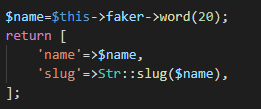 $name=$this->faker->word(20);
return [
    'name'=>$name,
    'slug'=>Str::slug($name),
];